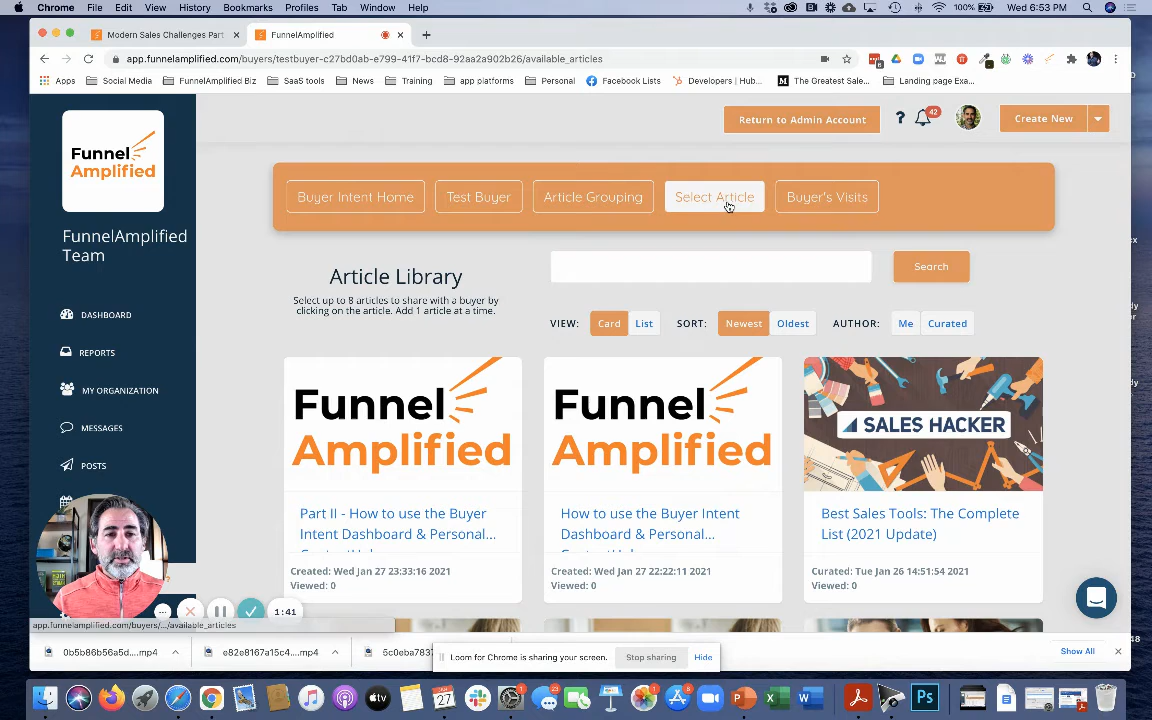 Chrome File Edit View History Bookmarks Profiles Tab Window Help
100% Wed 6:53 PM
Modern Sales Challenges Part
FunnelAmplified
app.funnelamplified.com/buyers/testbuyer-c27bd0ab-e799-41f7-bcd8-92aa2a902b26/available_articles
Apps Social Media FunnelAmplified Biz SaaS tools News Training app platforms Personal Facebook Lists Developers | Hub... The Greatest Sale... Landing page Exa...
Return to Admin Account
?
42
Create New
Funnel
Amplified
FunnelAmplified
Team
DASHBOARD
REPORTS
MY ORGANIZATION
MESSAGES
POSTS
Buyer Intent Home
Test Buyer
Article Grouping
Select Article
Buyer's Visits
Article Library
Select up to 8 articles to share with a buyer by
clicking on the article. Add 1 article at a time.
Search
VIEW: Card List SORT: Newest Oldest AUTHOR: Me Curated
Funnel
Amplified
Part II - How to use the Buyer
Intent Dashboard & Personal...
Created: Wed Jan 27 23:33:16 2021
Viewed: 0
Funnel
Amplified
How to use the Buyer Intent
Dashboard & Personal...
Created: Wed Jan 27 22:22:11 2021
Viewed: 0
SALES HACKER
Best Sales Tools: The Complete
List (2021 Update)
Curated: Tue Jan 26 14:51:54 2021
Viewed: 0
1:41
app.funnelamplified.com/buyers/.../available_articles
0b5b86b56a5d....mp4
e82e8167a15c4....mp4
5c0eba783
Loom for Chrome is sharing your screen.
Stop sharing
Hide
Show All
27